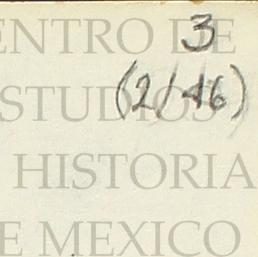 ENTRO DE
3
STUDIOS
(2/46)
HISTORIA
E MEXICO